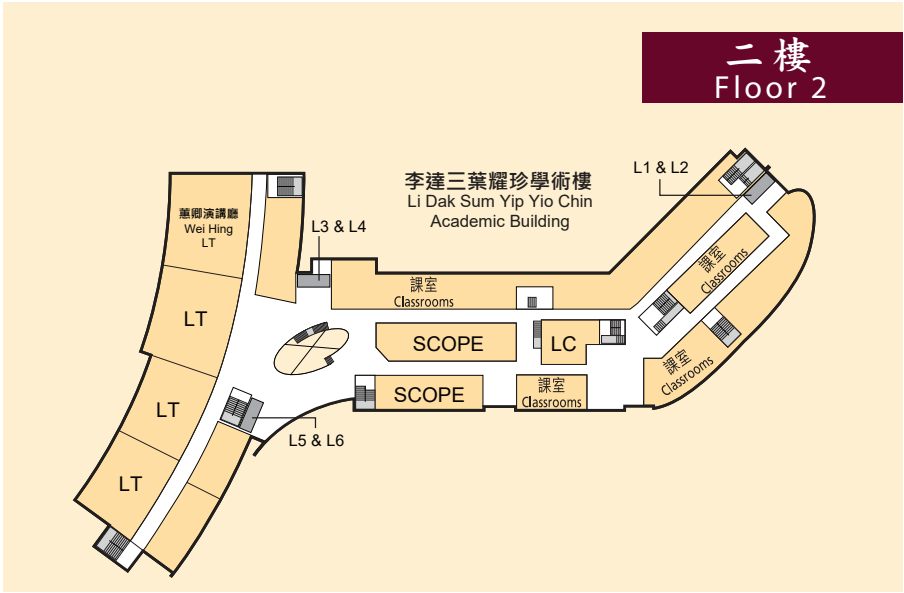 二樓
Floor 2
李達三葉耀珍學術樓
Li Dak Sum Yip Yio Chin
Academic Building
L1 & L2
蕙卿演講廳
Wei Hing
LT
L3 & L4
課室
Classrooms
課室
Classrooms
LT
SCOPE
LC
課室
Classrooms
SCOPE
課室
Classrooms
LT
L5 & L6
LT